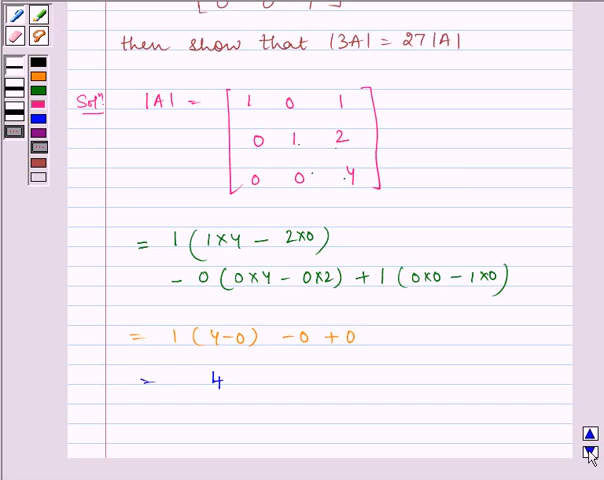 then show that |3A| = 27|A|
Solⁿ. |A| = [ 1 0 1
0 1 2
0 0 4 ]
= 1 ( 1×4 - 2×0 )
- 0 ( 0×4 - 0×2 ) + 1 ( 0×0 - 1×0 )
= 1 ( 4-0 ) -0 +0
= 4